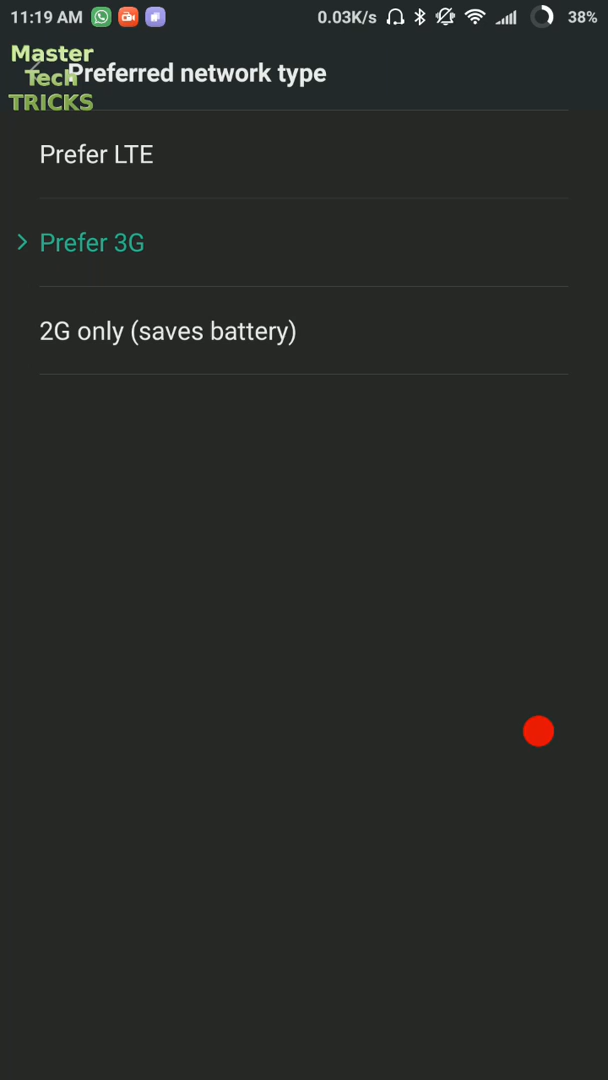 11:19 AM 0.03K/s 38%
Master
Tech
TRICKS
Preferred network type
Prefer LTE
Prefer 3G
2G only (saves battery)